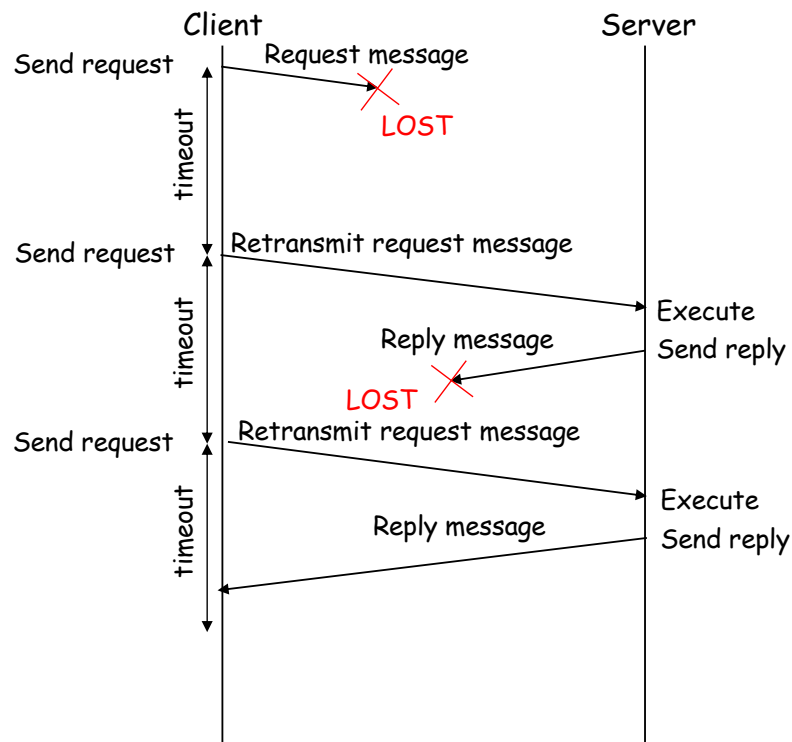 Client
Server
Request message
Send request
LOST
timeout
Retransmit request message
Send request
Execute
timeout
Reply message
Send reply
LOST
Retransmit request message
Send request
Execute
timeout
Reply message
Send reply